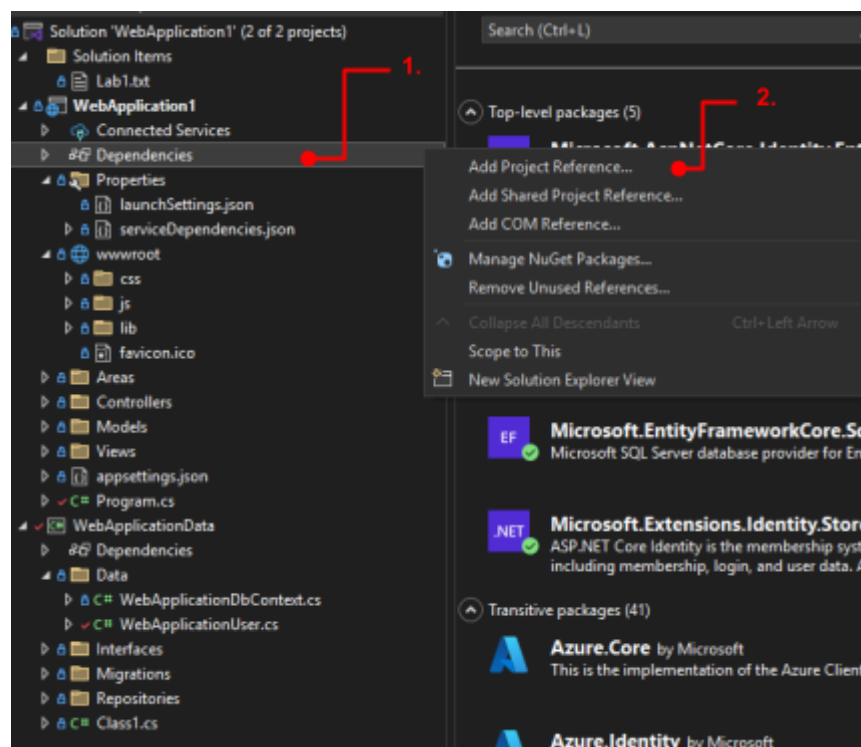 Solution 'WebApplication1' (2 of 2 projects)
Solution Items
Lab1.txt
WebApplication1
Connected Services
Dependencies
Properties
launchSettings.json
serviceDependencies.json
wwwroot
css
js
lib
favicon.ico
Areas
Controllers
Models
Views
appsettings.json
C# Program.cs
WebApplicationData
Dependencies
Data
C# WebApplicationDbContext.cs
C# WebApplicationUser.cs
Interfaces
Migrations
Repositories
C# Class1.cs
1.
Search (Ctrl+L)
Top-level packages (5)
2.
Add Project Reference...
Add Shared Project Reference...
Add COM Reference...
Manage NuGet Packages...
Remove Unused References...
Collapse All Descendants Ctrl+Left Arrow
Scope to This
New Solution Explorer View
EF
Microsoft.EntityFrameworkCore.S
Microsoft SQL Server database provider for En
.NET
Microsoft.Extensions.Identity.Store
ASP.NET Core Identity is the membership syst
including membership, login, and user data. A
Transitive packages (41)
Azure.Core by Microsoft
This is the implementation of the Azure Client
Azure.Identity by Microsoft